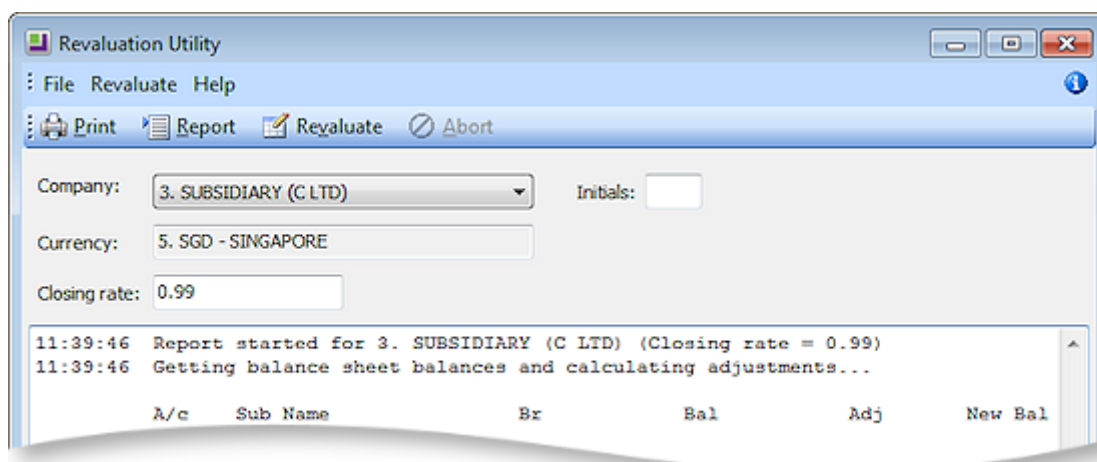 Revaluation Utility
File Revaluate Help
Print Report Revaluate Abort
Company: 3. SUBSIDIARY (C LTD) Initials:
Currency: 5. SGD - SINGAPORE
Closing rate: 0.99
11:39:46 Report started for 3. SUBSIDIARY (C LTD) (Closing rate = 0.99)
11:39:46 Getting balance sheet balances and calculating adjustments...
A/c Sub Name Br Bal Adj New Bal